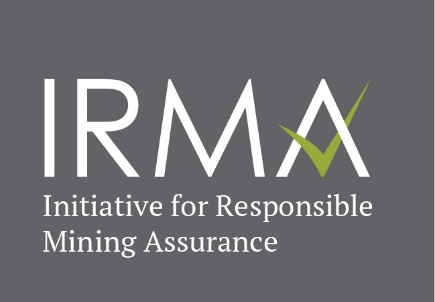 IRMA
Initiative for Responsible
Mining Assurance